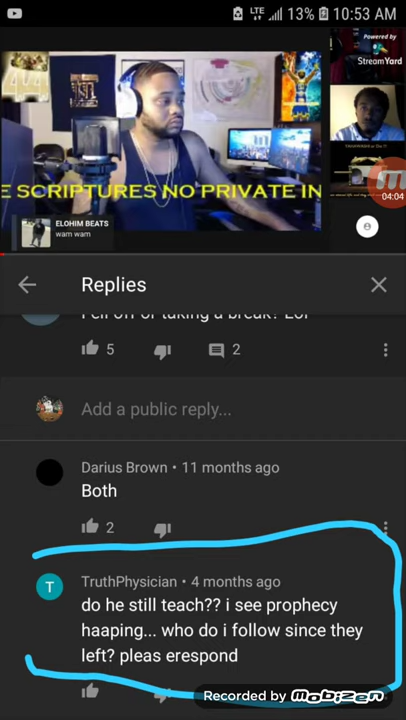 LTE 13% 10:53 AM
Powered by
StreamYard
E SCRIPTURES NO PRIVATE IN
04:04
ELOHIM BEATS
wam wam
Replies
5
2
Add a public reply...
Darius Brown • 11 months ago
Both
2
T
TruthPhysician • 4 months ago
do he still teach?? i see prophecy
haaping... who do i follow since they
left? pleas erespond
Recorded by MOBIZEN